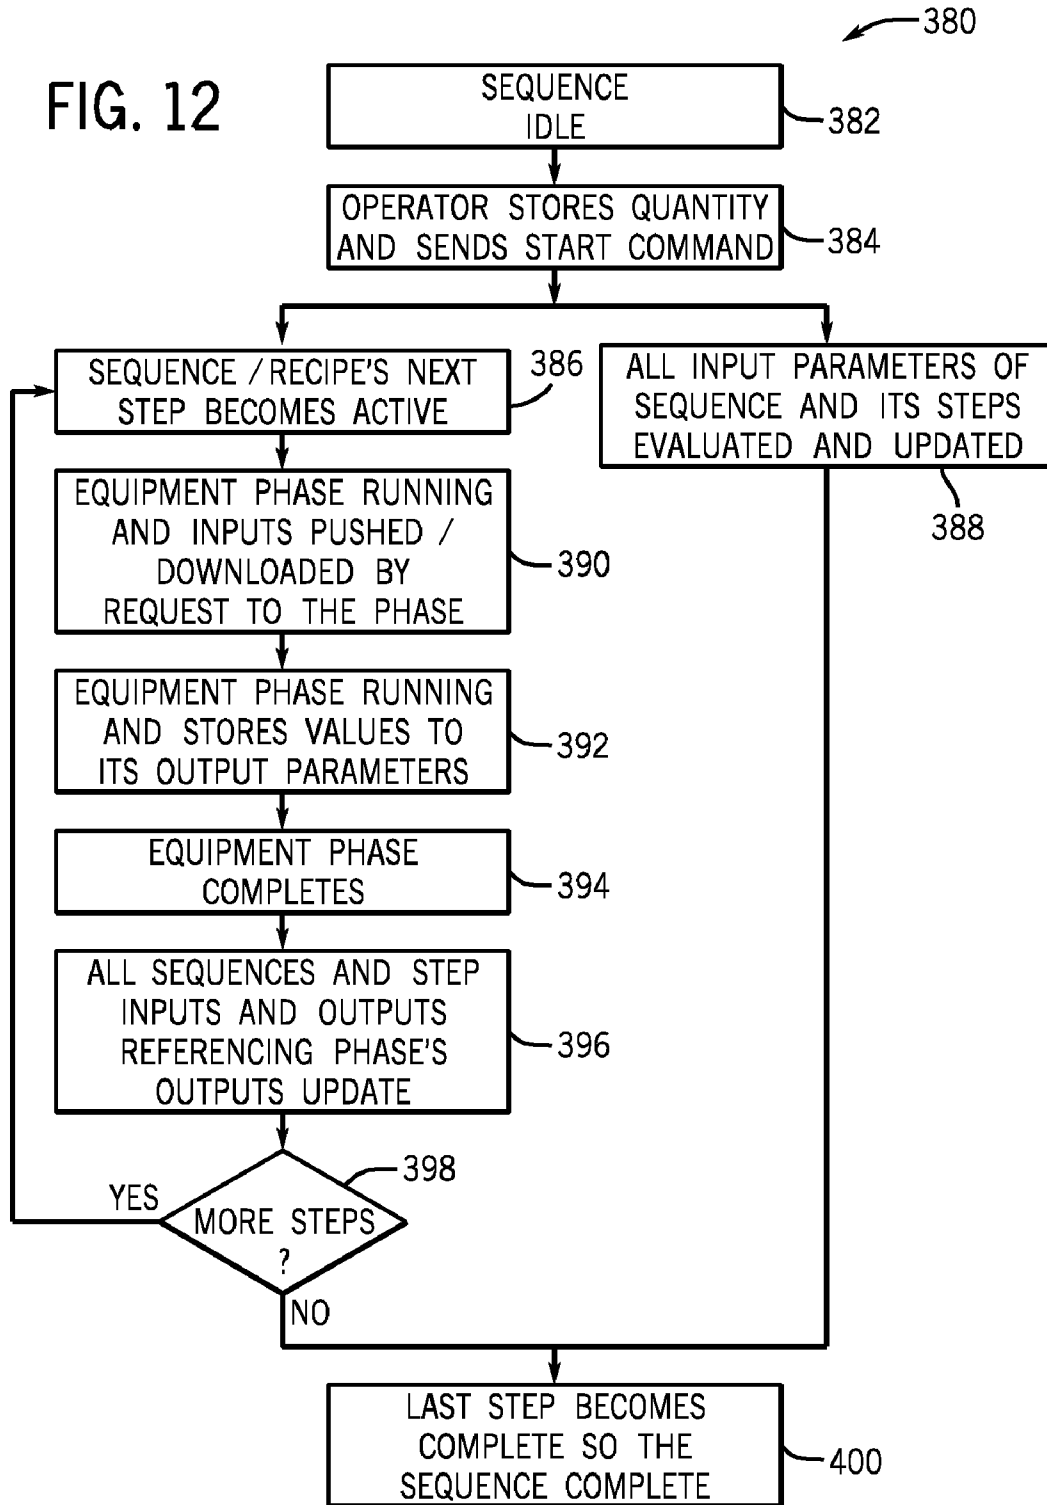 380
FIG. 12
SEQUENCE
IDLE
382
OPERATOR STORES QUANTITY
AND SENDS START COMMAND
384
SEQUENCE / RECIPE'S NEXT
STEP BECOMES ACTIVE
386
ALL INPUT PARAMETERS OF
SEQUENCE AND ITS STEPS
EVALUATED AND UPDATED
388
EQUIPMENT PHASE RUNNING
AND INPUTS PUSHED /
DOWNLOADED BY
REQUEST TO THE PHASE
390
EQUIPMENT PHASE RUNNING
AND STORES VALUES TO
ITS OUTPUT PARAMETERS
392
EQUIPMENT PHASE
COMPLETES
394
ALL SEQUENCES AND STEP
INPUTS AND OUTPUTS
REFERENCING PHASE'S
OUTPUTS UPDATE
396
398
YES
MORE STEPS
?
NO
LAST STEP BECOMES
COMPLETE SO THE
SEQUENCE COMPLETE
400